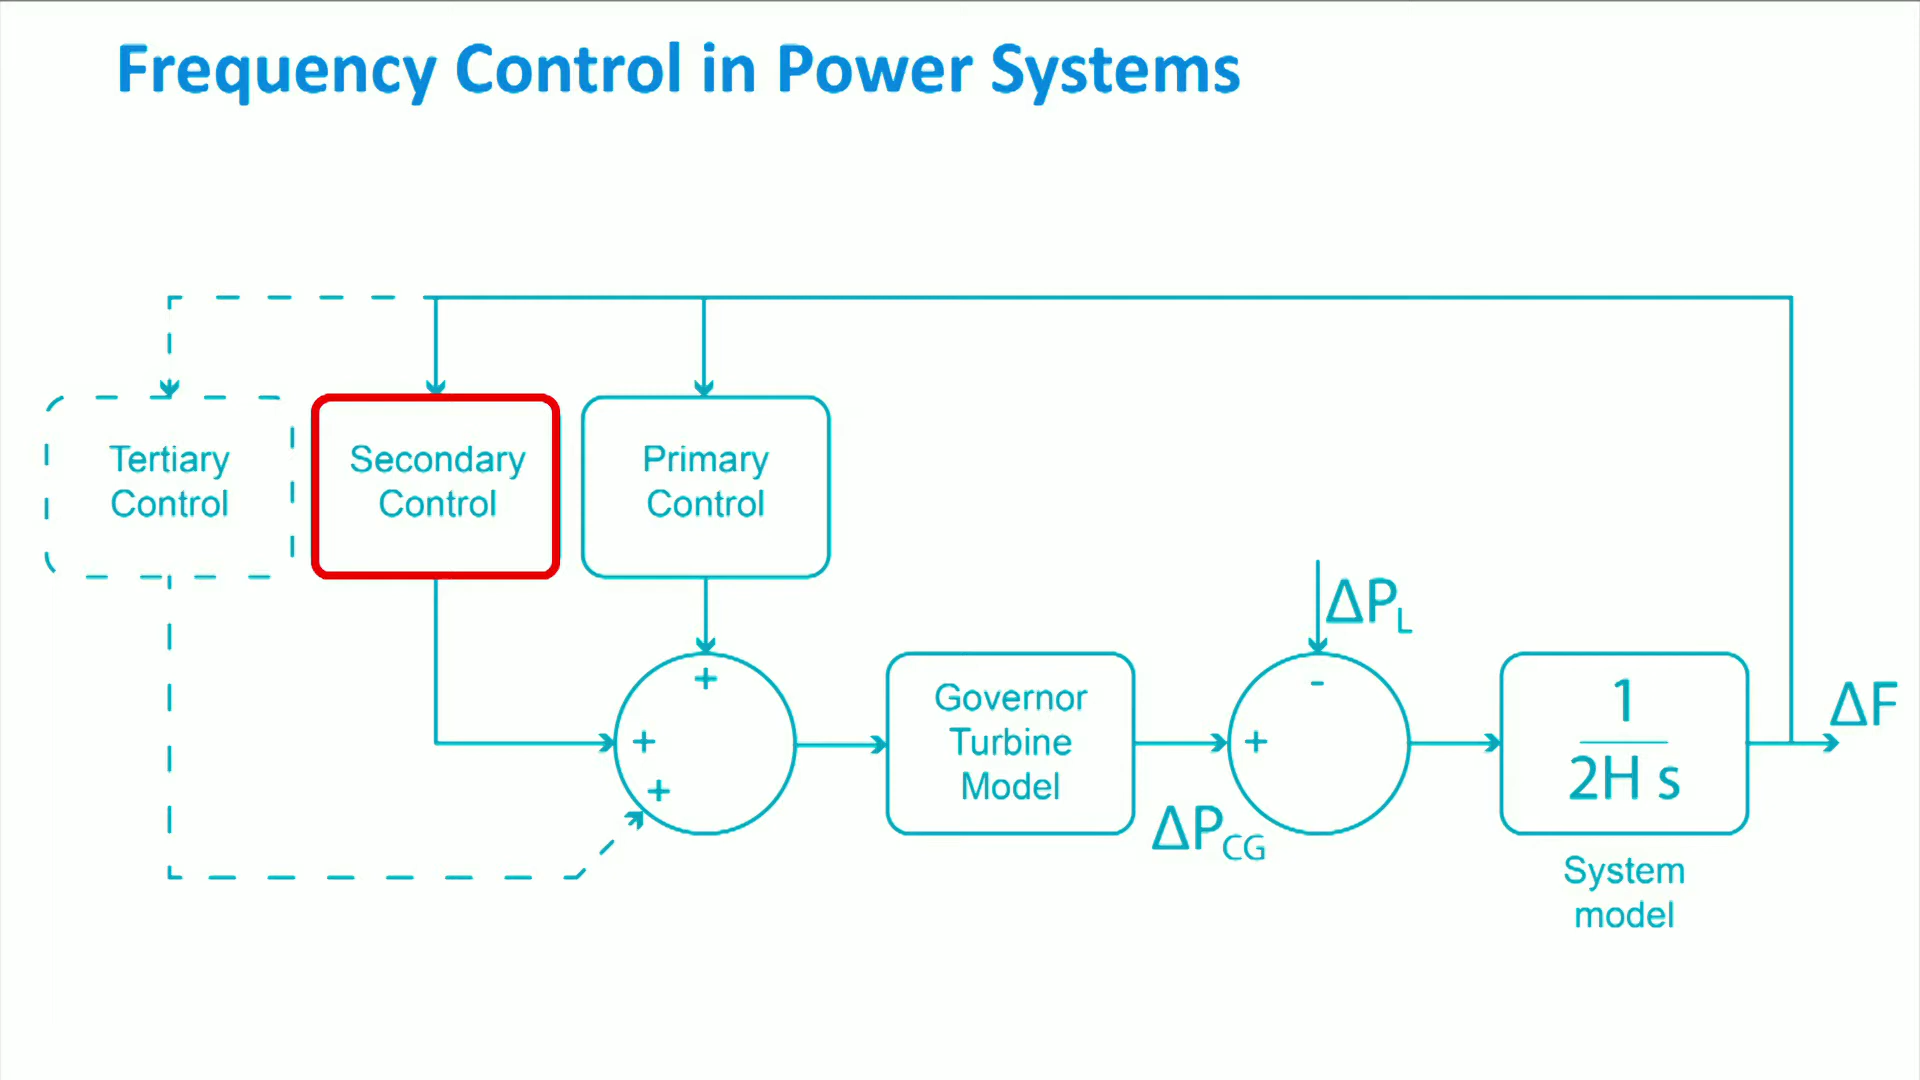 Frequency Control in Power Systems
Tertiary
Control
Secondary
Control
Primary
Control
ΔP_L
+
+
+
Governor
Turbine
Model
ΔP_CG
-
+
1
2H s
System
model
ΔF